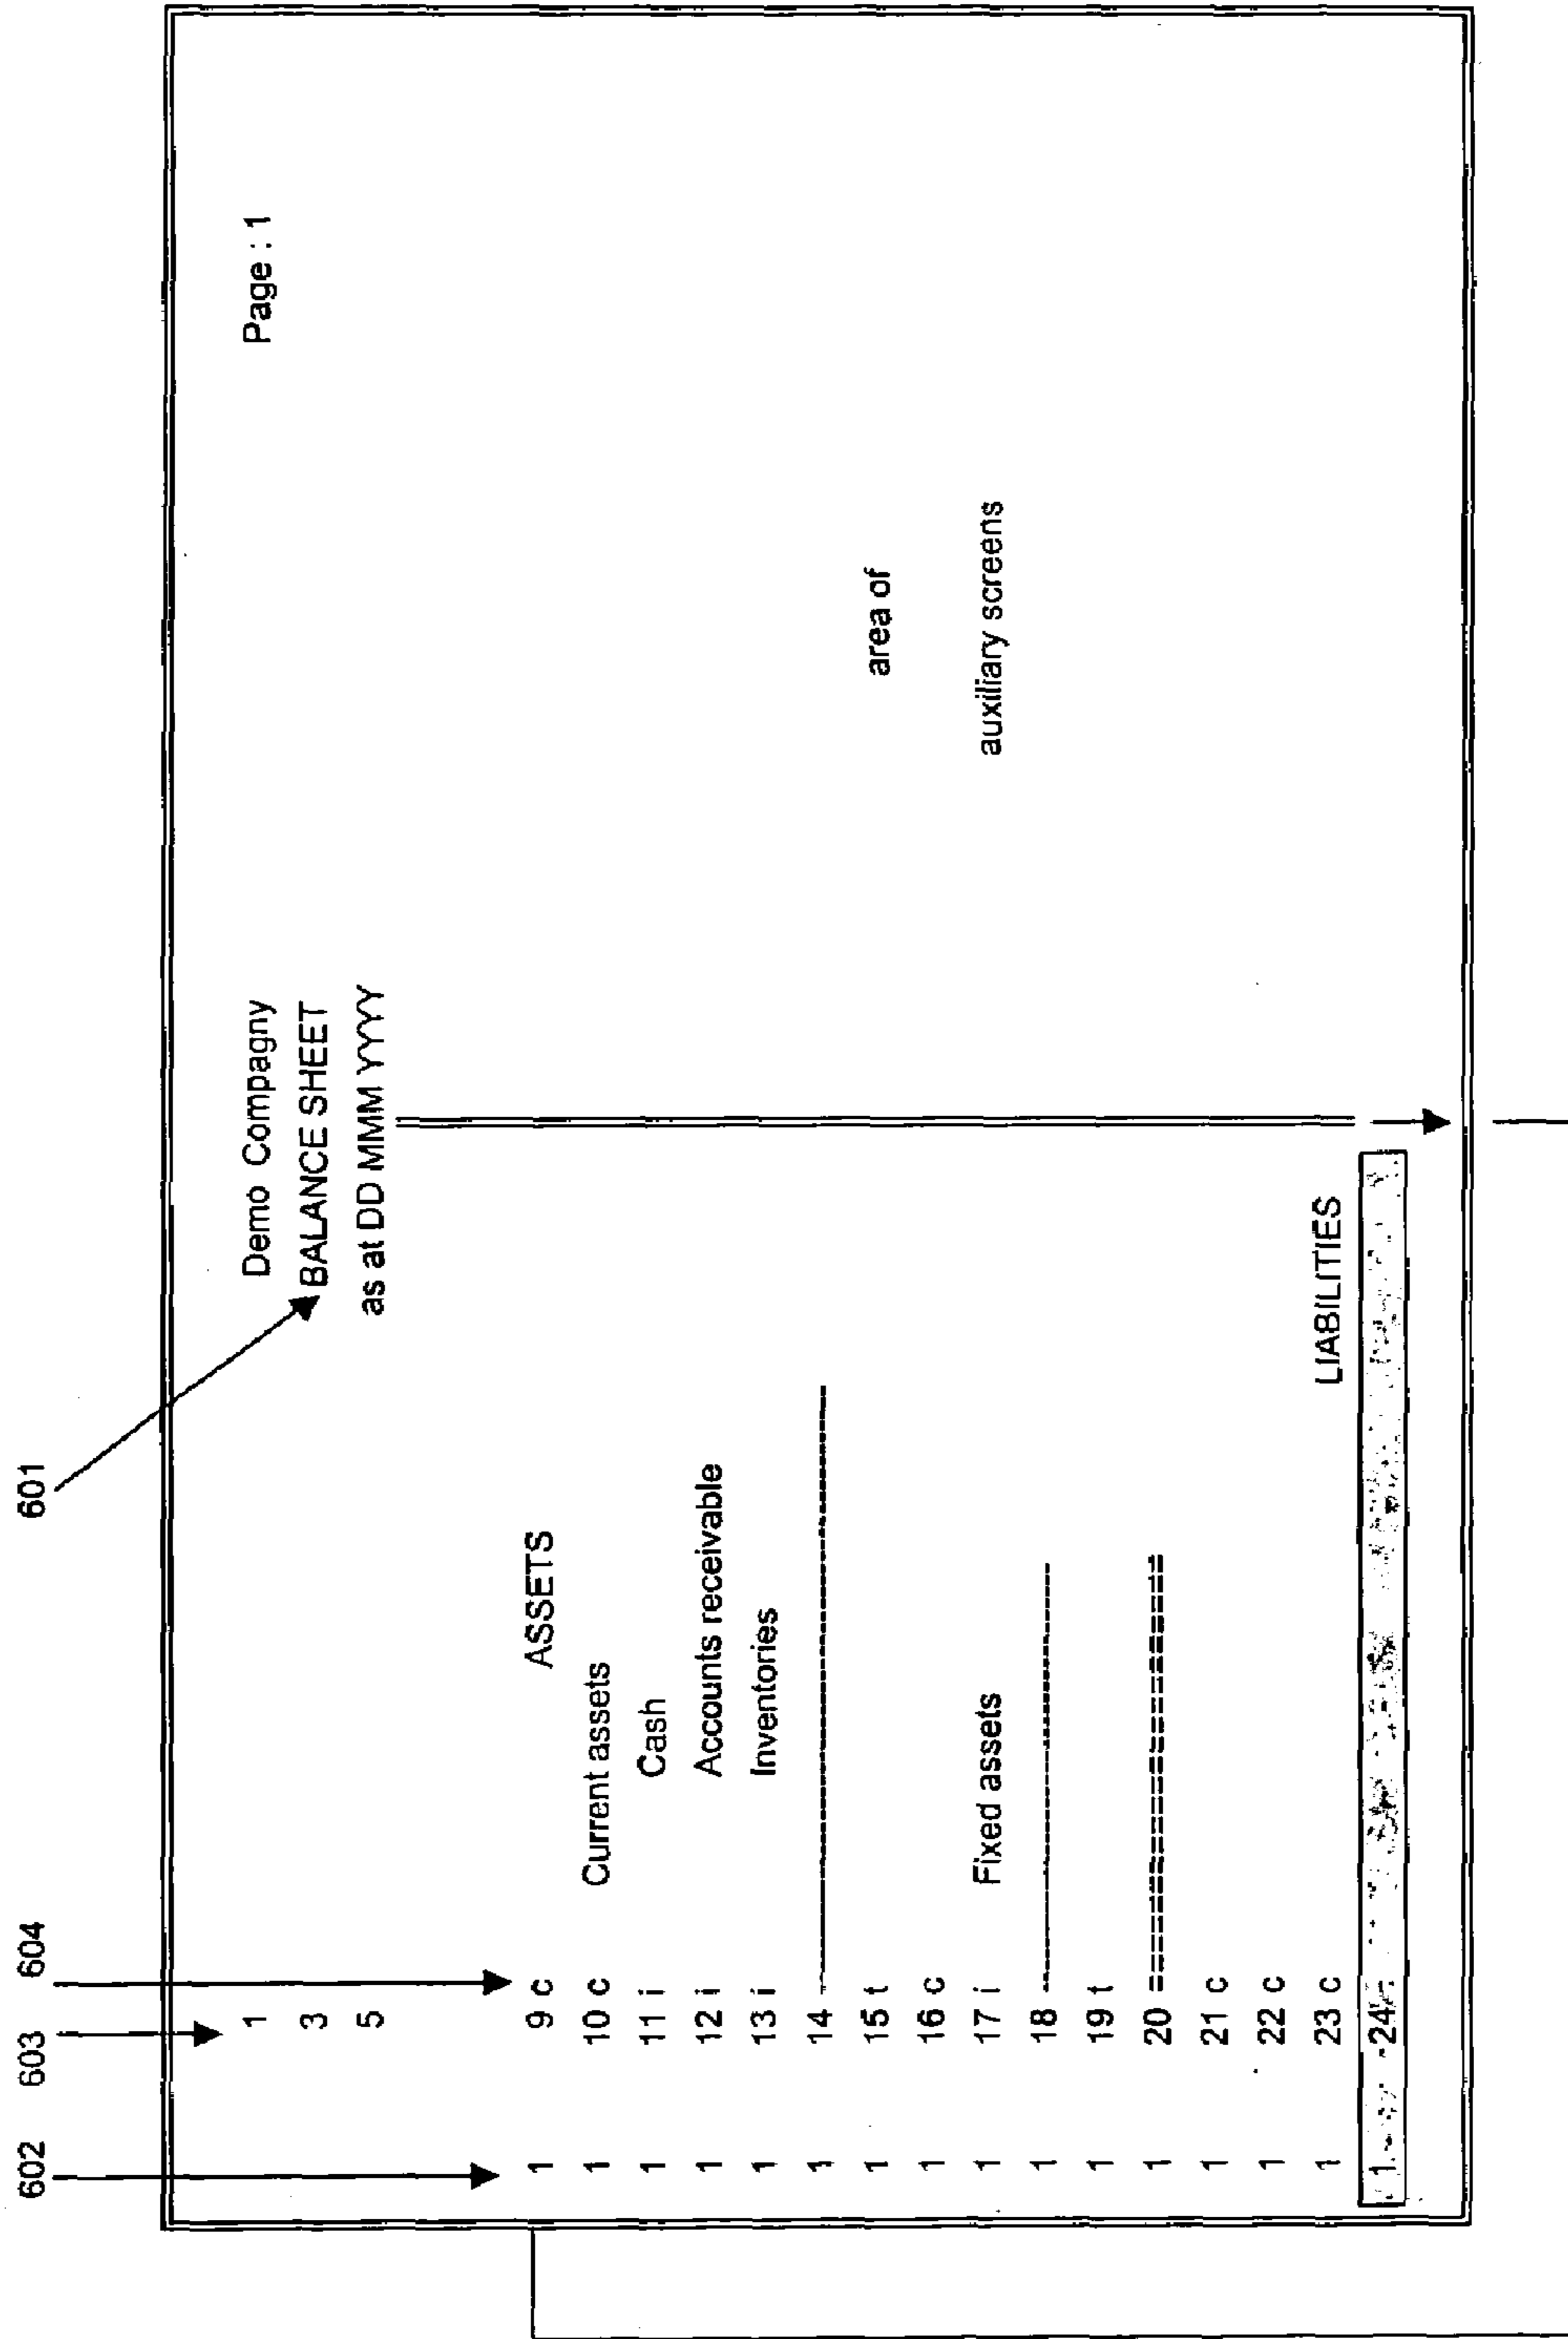 602 603 604 601
1 Demo Compagny Page : 1
3 BALANCE SHEET
5 as at DD MMM YYYY
1 9 c ASSETS
1 10 c Current assets
1 11 i Cash
1 12 i Accounts receivable
1 13 i Inventories
1 14 --------------------
1 15 t area of
1 16 c
1 17 i Fixed assets auxiliary screens
1 18 --------------------
1 19 t
1 20 ====================
1 21 c
1 22 c
1 23 c LIABILITIES
1 24